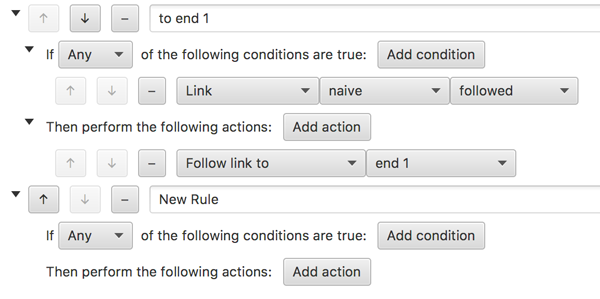 ↑ ↓ − to end 1
If Any of the following conditions are true: Add condition
↑ ↓ − Link naive followed
Then perform the following actions: Add action
↑ ↓ − Follow link to end 1
↑ ↓ − New Rule
If Any of the following conditions are true: Add condition
Then perform the following actions: Add action